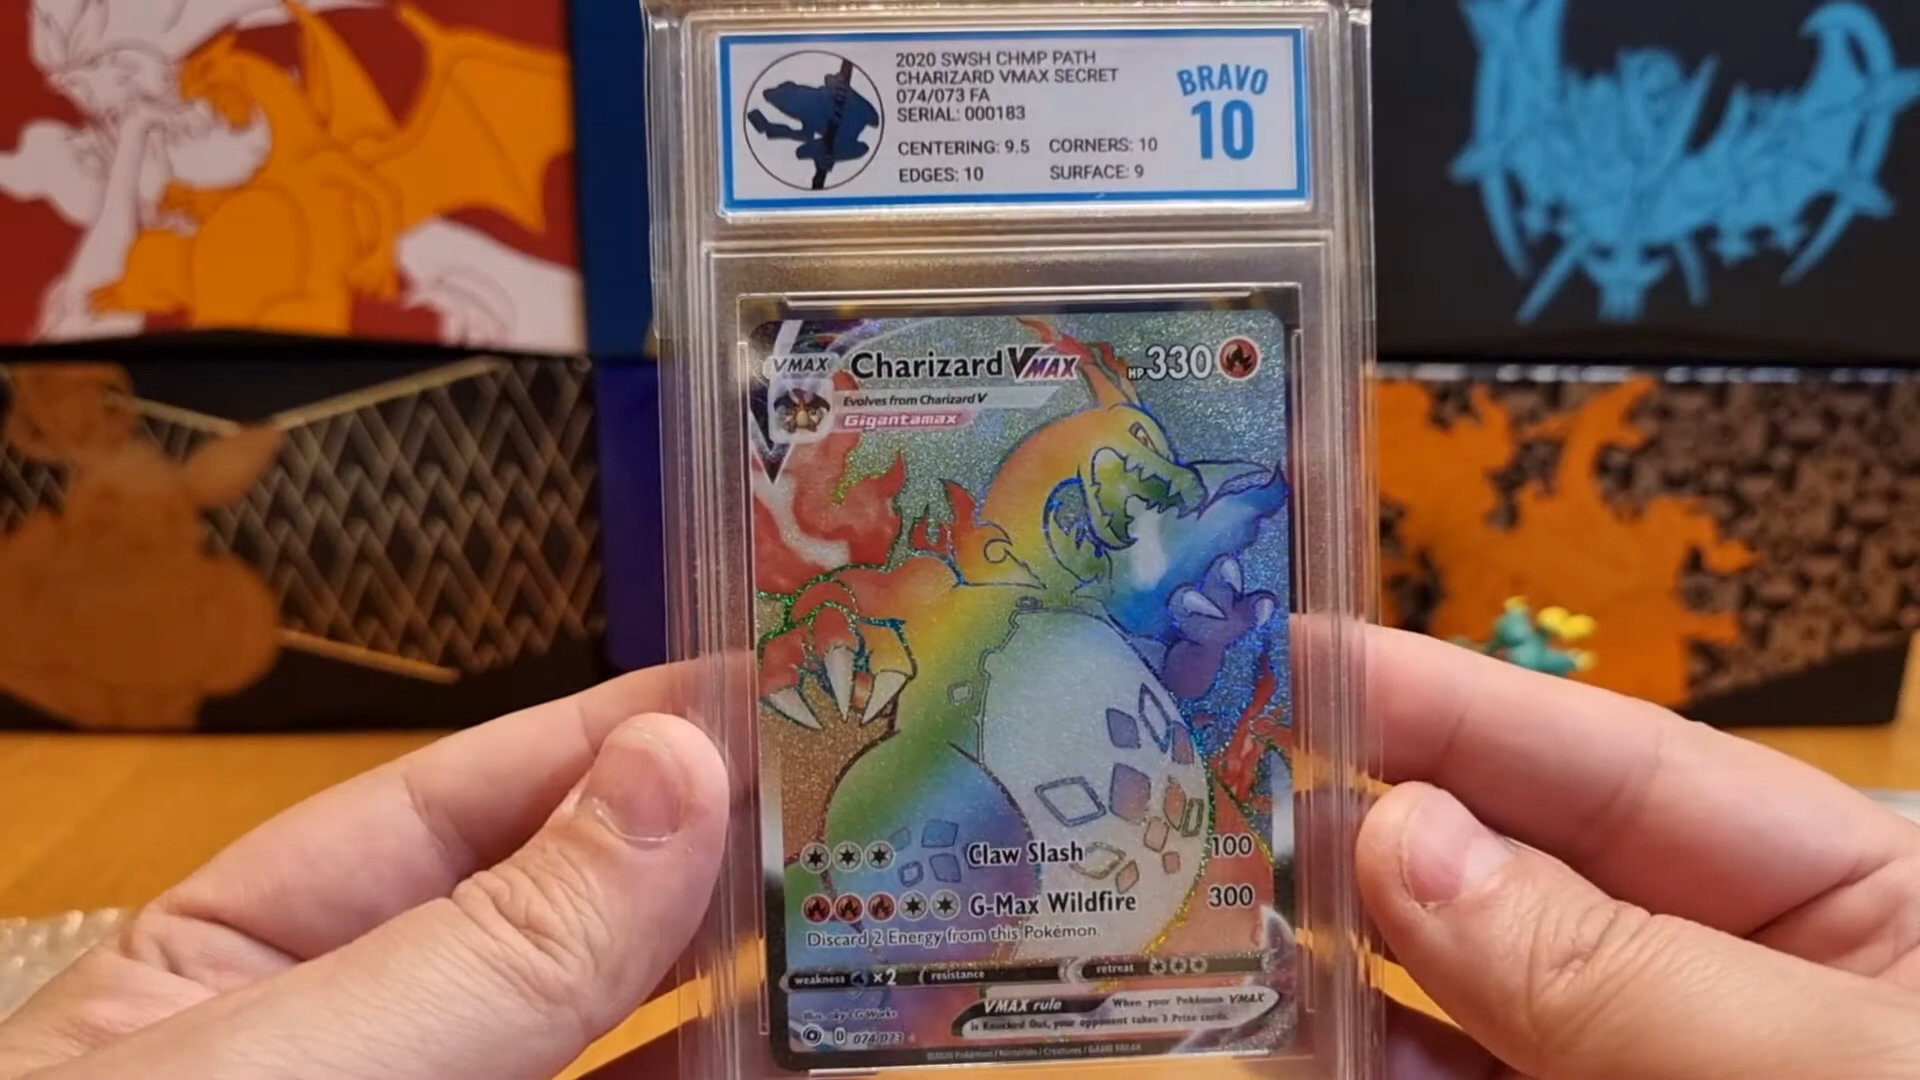 2020 SWSH CHMP PATH
CHARIZARD VMAX SECRET
074/073 FA
SERIAL: 000183
CENTERING: 9.5 CORNERS: 10
EDGES: 10 SURFACE: 9
BRAVO
10
VMAX Charizard VMAX HP 330
Evolves from Charizard V
Gigantamax
Claw Slash 100
G-Max Wildfire 300
Discard 2 Energy from this Pokémon.
weakness ×2 resistance retreat
VMAX rule When your Pokémon VMAX
is Knocked Out, your opponent takes 3 Prize cards.
D 074/073